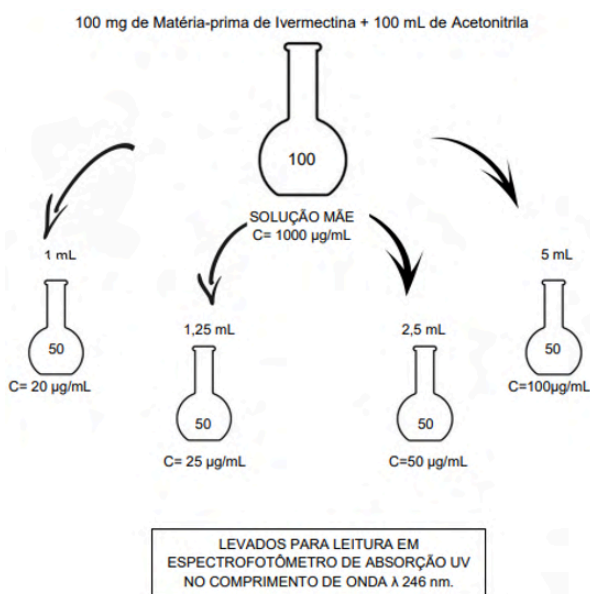 100 mg de Matéria-prima de Ivermectina + 100 mL de Acetonitrila
100
SOLUÇÃO MÃE
C= 1000 µg/mL
1 mL
50
C= 20 µg/mL
1,25 mL
50
C= 25 µg/mL
2,5 mL
50
C=50 µg/mL
5 mL
50
C=100µg/mL
LEVADOS PARA LEITURA EM
ESPECTROFOTÔMETRO DE ABSORÇÃO UV
NO COMPRIMENTO DE ONDA λ 246 nm.